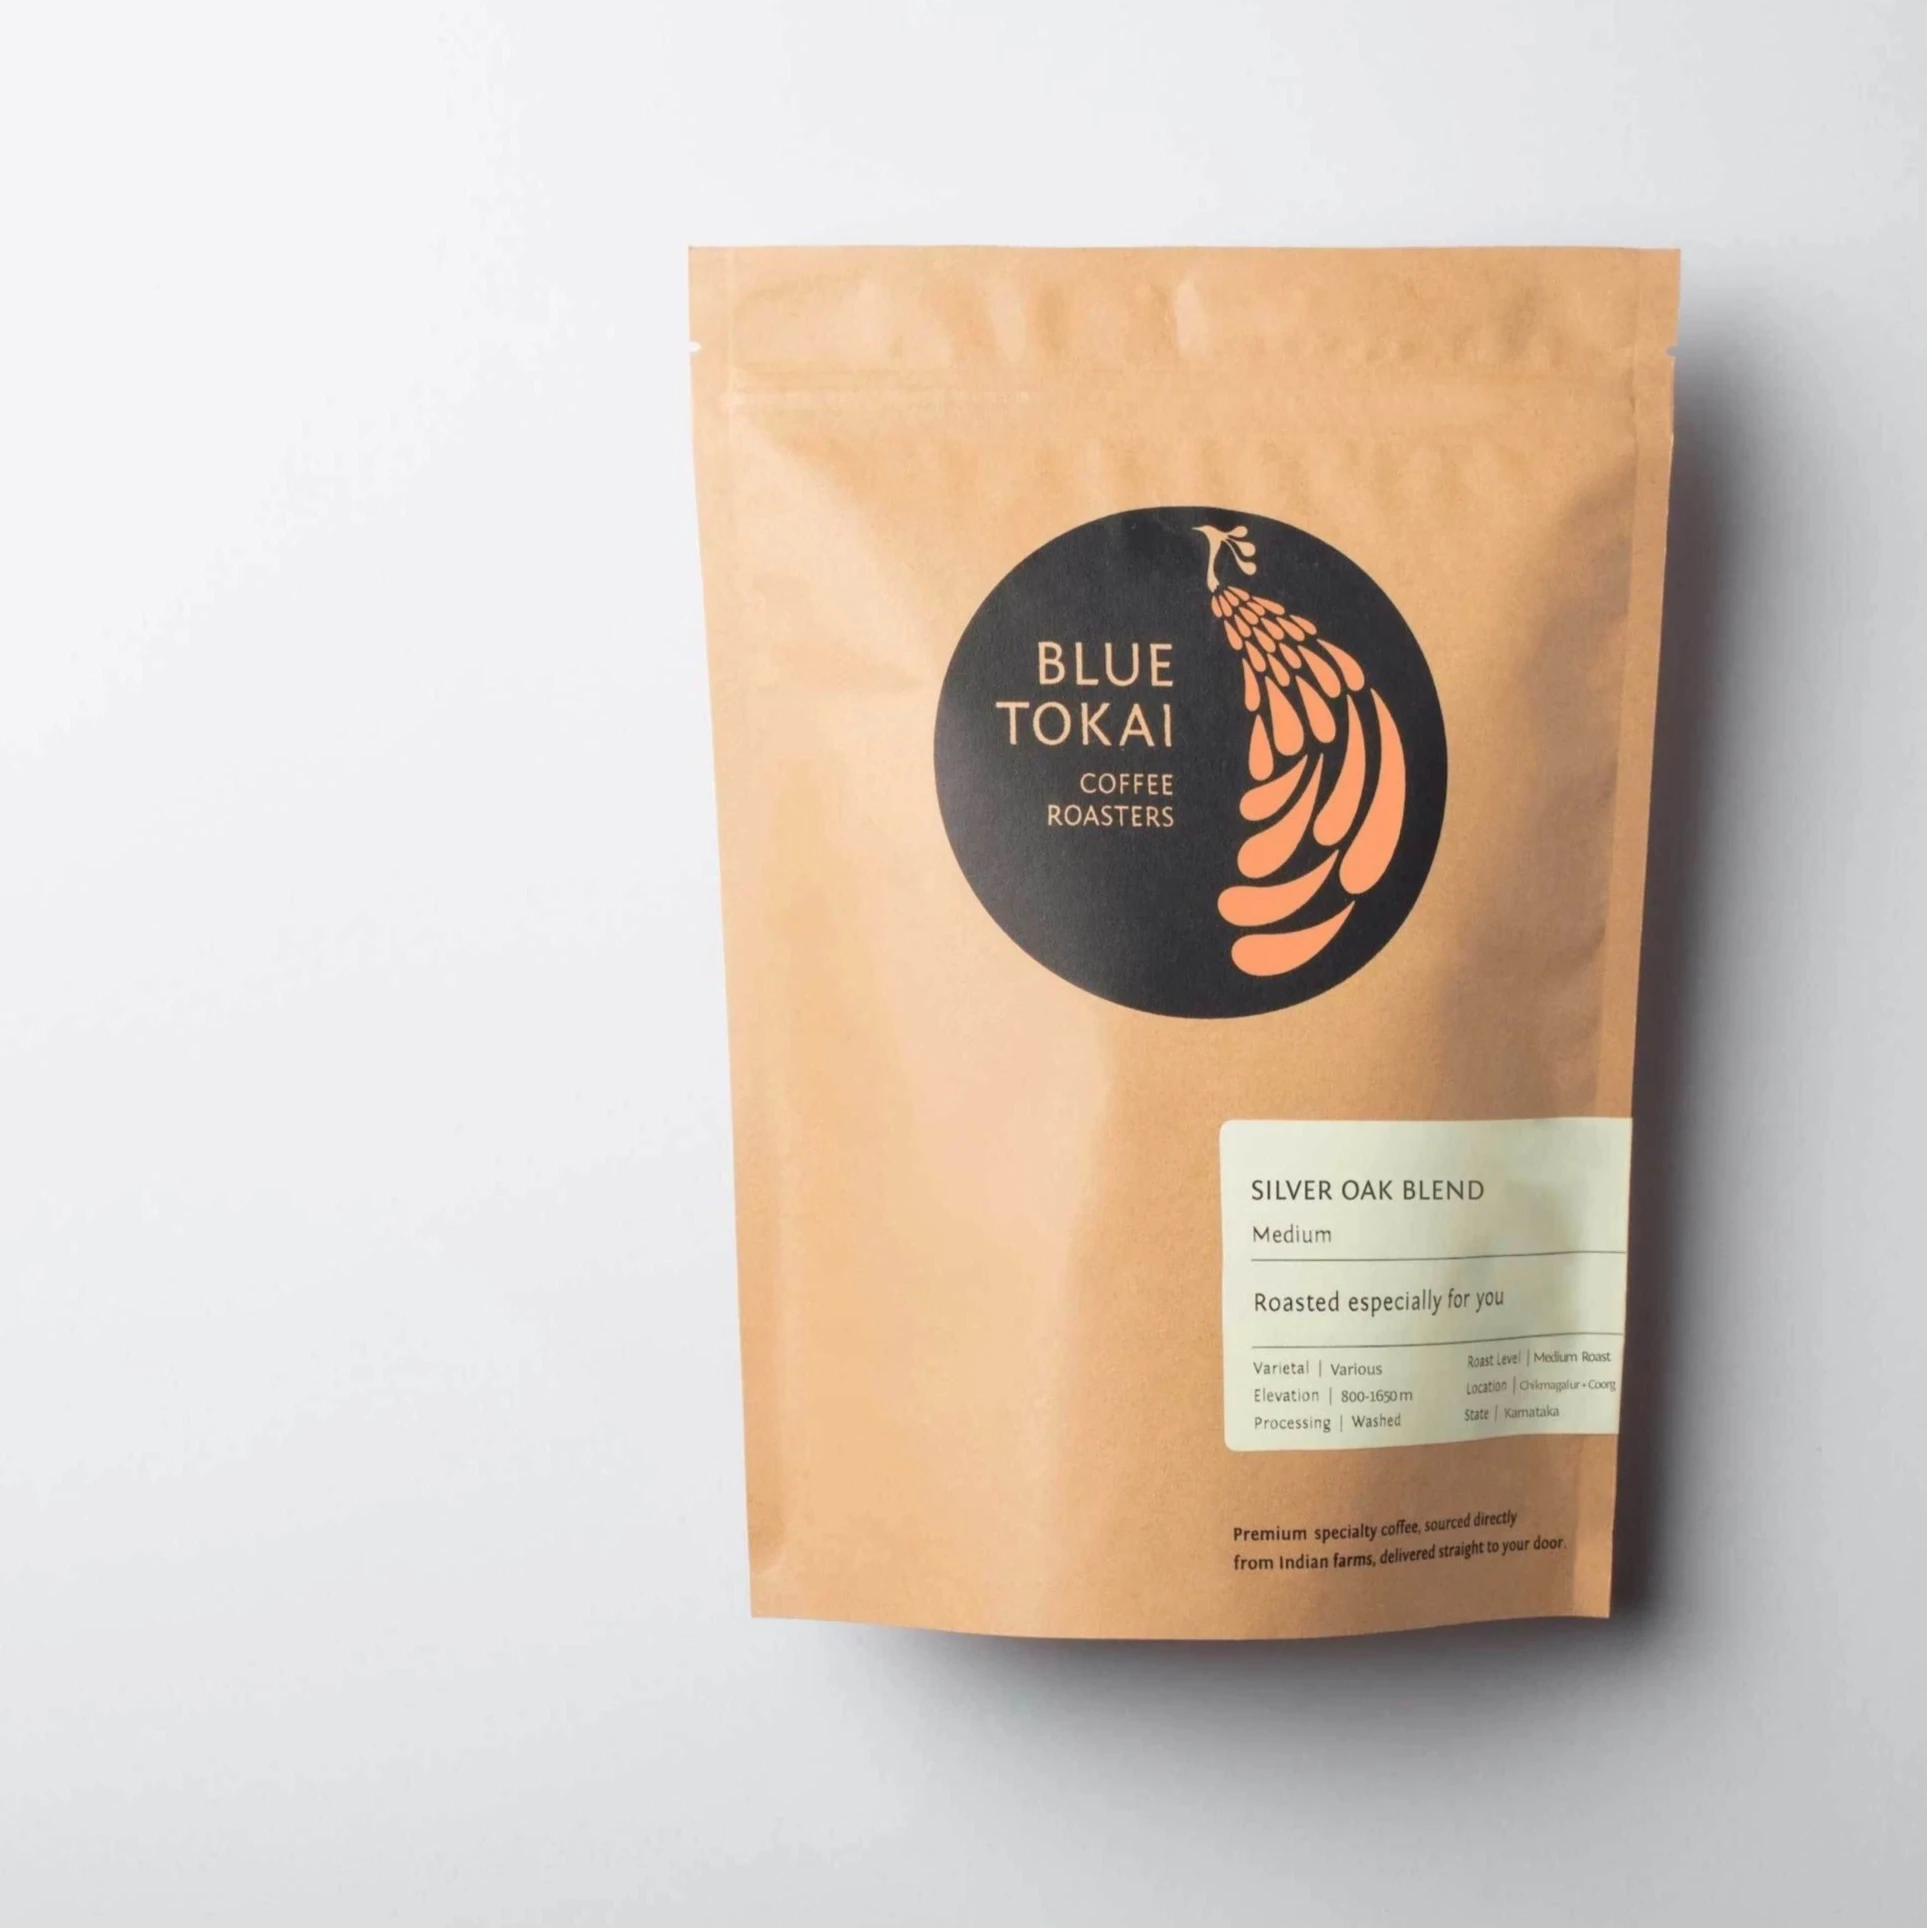 BLUE
TOKAI
COFFEE
ROASTERS
SILVER OAK BLEND
Medium
Roasted especially for you
Varietal | Various
Elevation | 800-1650 m
Processing | Washed
Roast Level | Medium Roast
Location | Chikmagalur + Coorg
State | Karnataka
Premium specialty coffee, sourced directly
from Indian farms, delivered straight to your door.